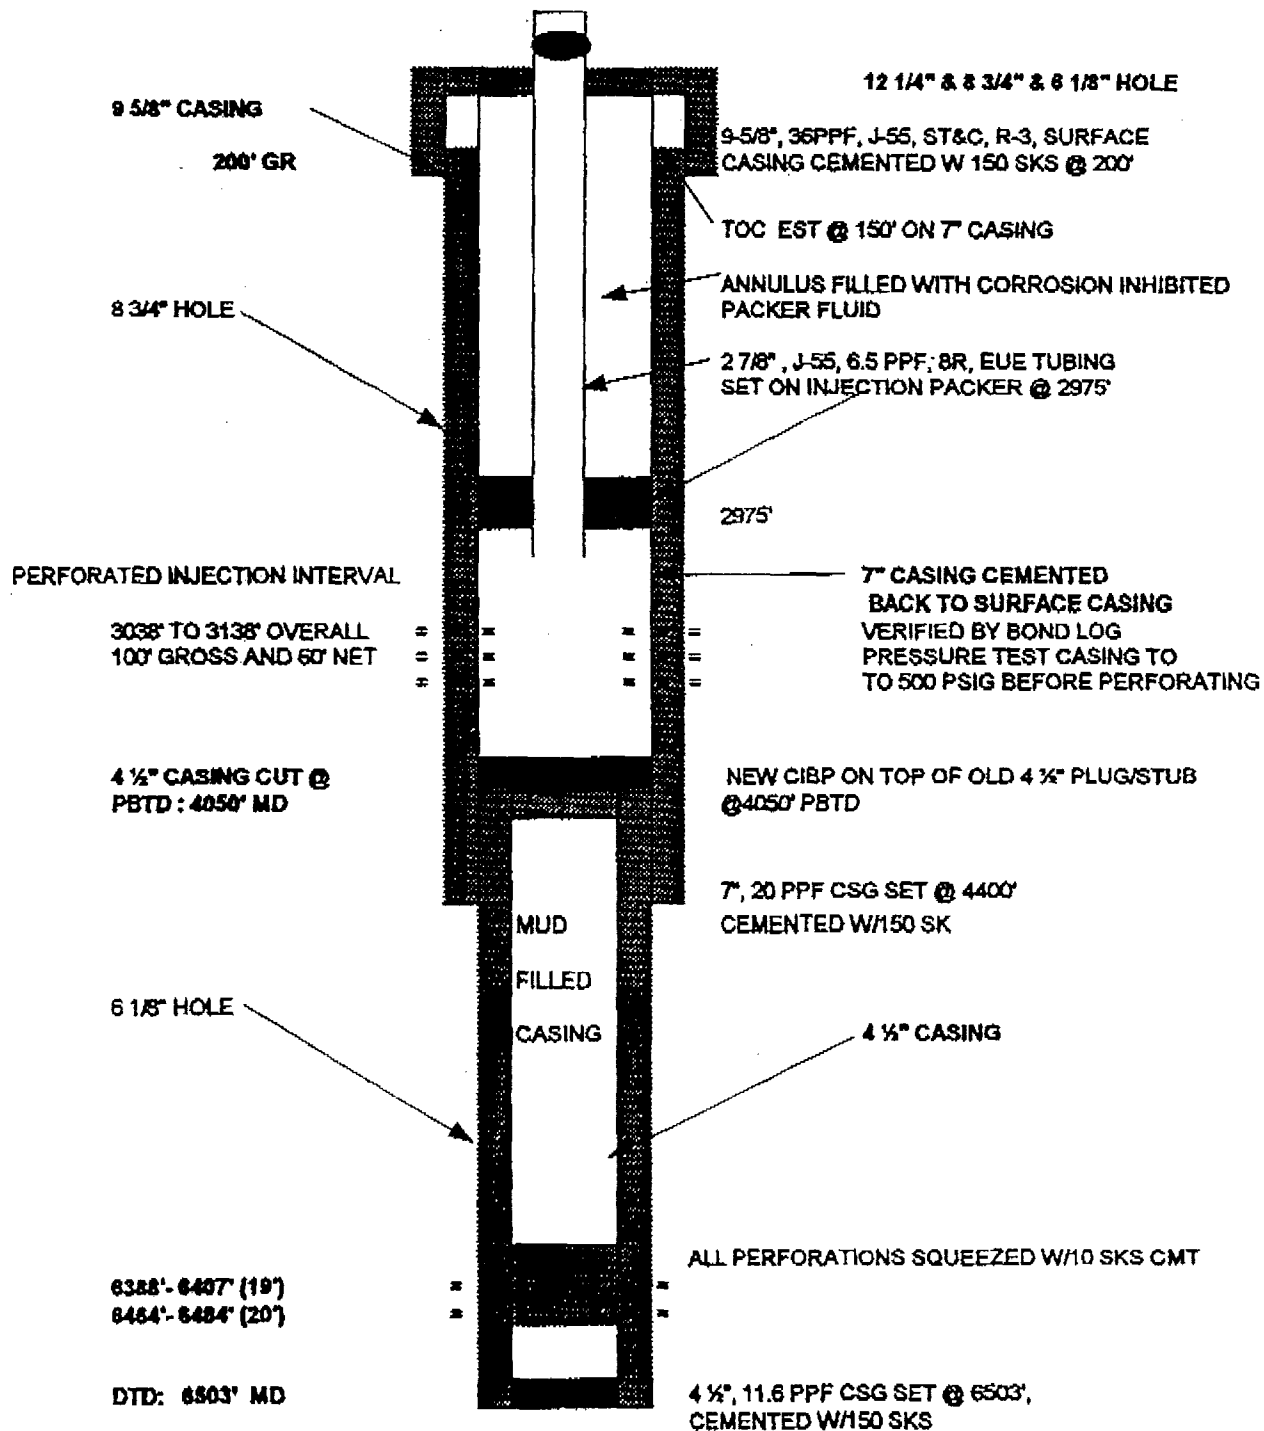 12 1/4" & 8 3/4" & 6 1/8" HOLE
9 5/8" CASING
200' GR
9-5/8", 36PPF, J-55, ST&C, R-3, SURFACE
CASING CEMENTED W 150 SKS @ 200'
TOC EST @ 150' ON 7" CASING
ANNULUS FILLED WITH CORROSION INHIBITED
PACKER FLUID
8 3/4" HOLE
2 7/8" , J-55, 6.5 PPF, 8R, EUE TUBING
SET ON INJECTION PACKER @ 2975'
2975'
PERFORATED INJECTION INTERVAL
3038' TO 3138' OVERALL
100' GROSS AND 60' NET
7" CASING CEMENTED
BACK TO SURFACE CASING
VERIFIED BY BOND LOG
PRESSURE TEST CASING TO
TO 500 PSIG BEFORE PERFORATING
4 ½" CASING CUT @
PBTD : 4050' MD
NEW CIBP ON TOP OF OLD 4 ½" PLUG/STUB
@4050' PBTD
7", 20 PPF CSG SET @ 4400'
CEMENTED W/150 SK
MUD
FILLED
CASING
6 1/8" HOLE
4 ½" CASING
ALL PERFORATIONS SQUEEZED W/10 SKS CMT
6388'- 6407' (19')
6464'- 6484' (20')
DTD: 6503' MD
4 ½", 11.6 PPF CSG SET @ 6503',
CEMENTED W/150 SKS